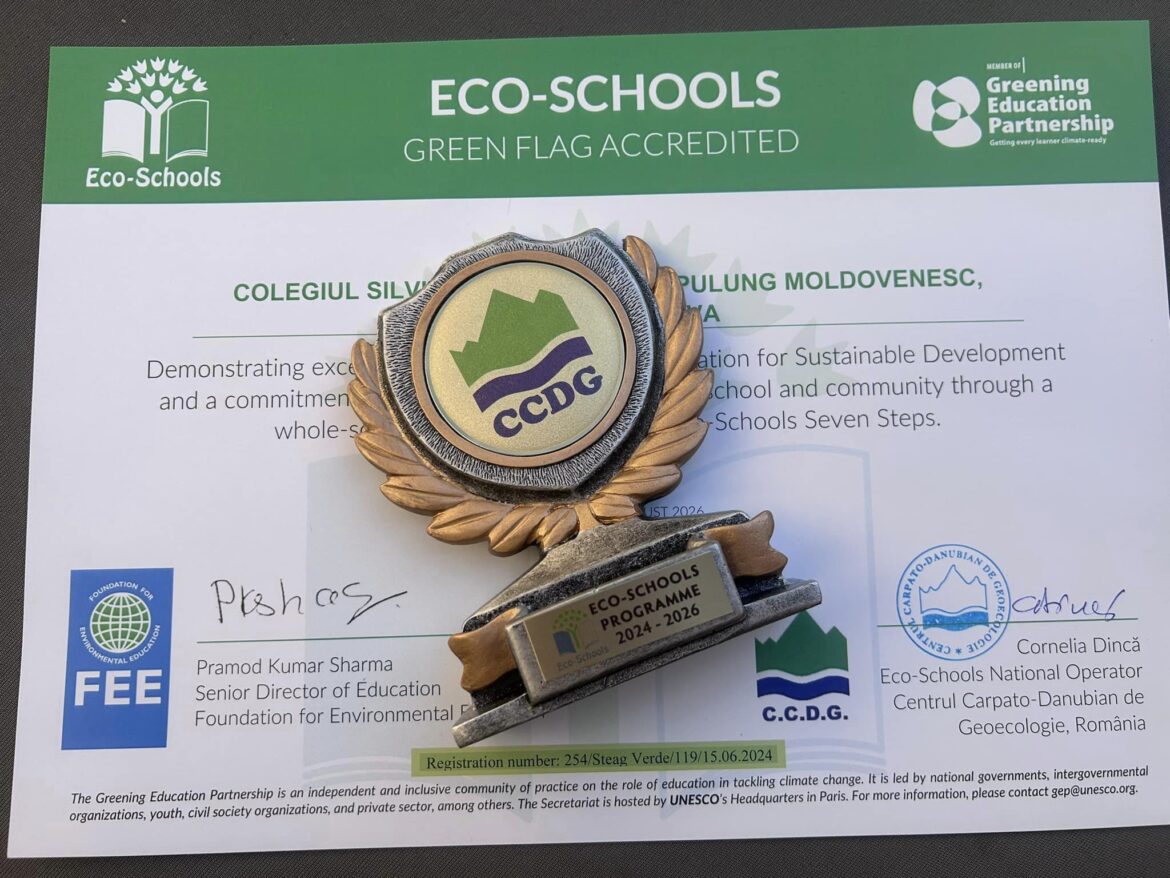 Eco-Schools
ECO-SCHOOLS
GREEN FLAG ACCREDITED
MEMBER OF
Greening
Education
Partnership
Getting every learner climate-ready
COLEGIUL SILV PULUNG MOLDOVENESC,
VA
Demonstrating exce ation for Sustainable Development
and a commitmen school and community through a
whole-s -Schools Seven Steps.
UST 2026
CCDG
ECO-SCHOOLS
PROGRAMME
2024 - 2026
Eco-Schools
FOUNDATION FOR
ENVIRONMENTAL EDUCATION
FEE
Pramod Kumar Sharma
Senior Director of Education
Foundation for Environmental E
C.C.D.G.
CENTRUL CARPATO-DANUBIAN DE GEOECOLOGIE
Cornelia Dincă
Eco-Schools National Operator
Centrul Carpato-Danubian de
Geoecologie, România
Registration number: 254/Steag Verde/119/15.06.2024
The Greening Education Partnership is an independent and inclusive community of practice on the role of education in tackling climate change. It is led by national governments, intergovernmental
organizations, youth, civil society organizations, and private sector, among others. The Secretariat is hosted by UNESCO's Headquarters in Paris. For more information, please contact gep@unesco.org.